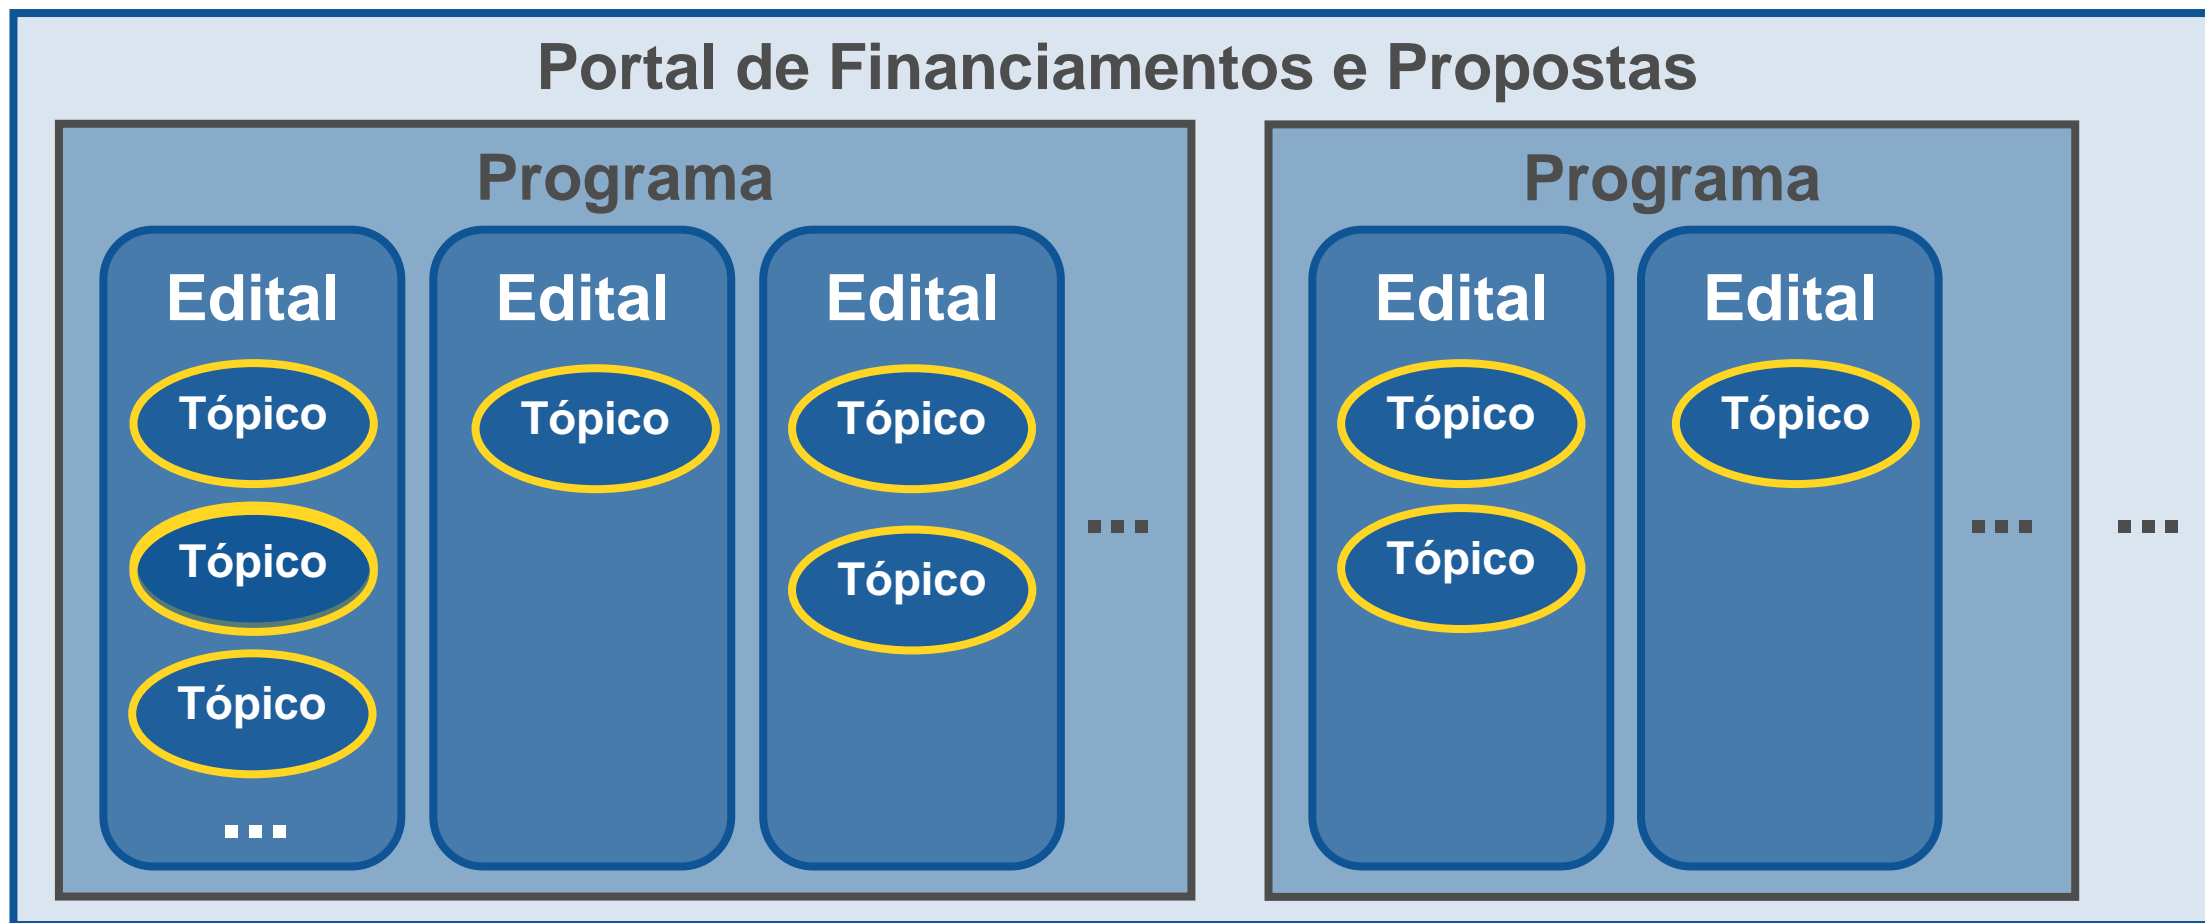 Portal de Financiamentos e Propostas
Programa
Edital
Tópico
Tópico
Tópico
...
Edital
Tópico
Edital
Tópico
Tópico
...
Programa
Edital
Tópico
Tópico
Edital
Tópico
...
...